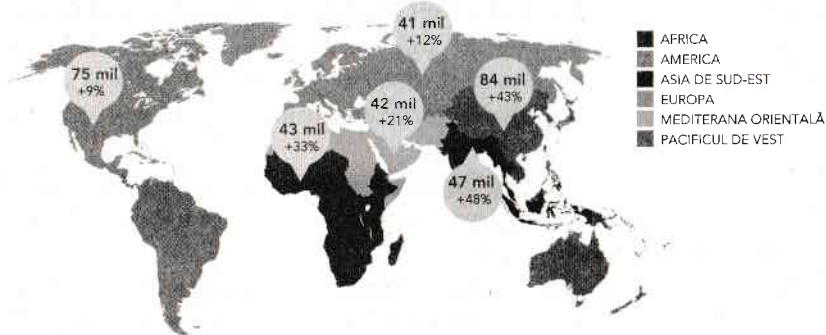 41 mil
+12%
75 mil
+9%
84 mil
+43%
42 mil
+21%
43 mil
+33%
47 mil
+48%
AFRICA
AMERICA
ASIA DE SUD-EST
EUROPA
MEDITERANA ORIENTALĂ
PACIFICUL DE VEST